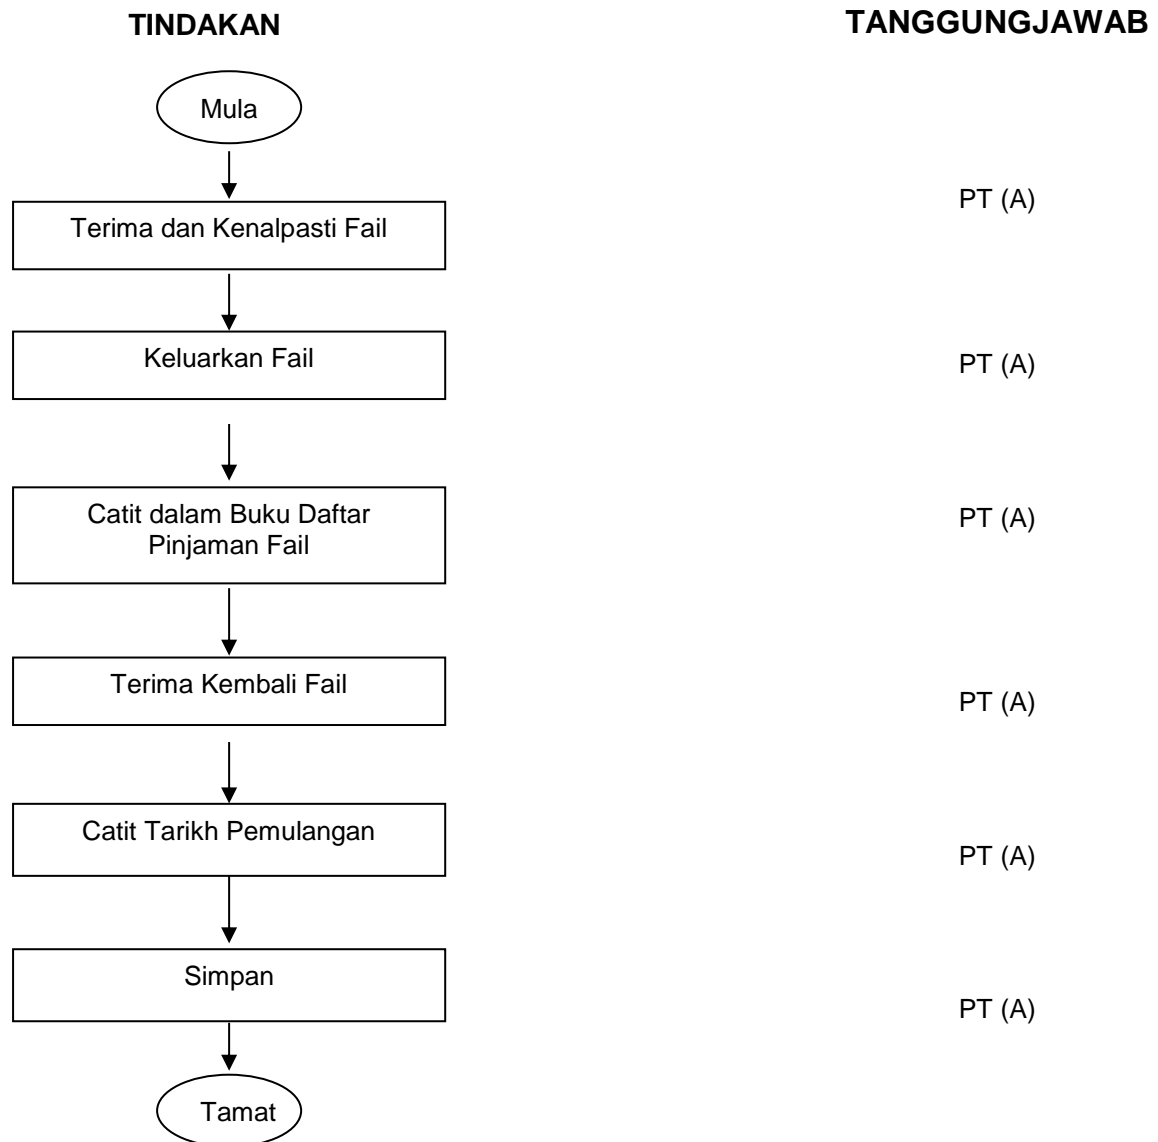 TINDAKAN
TANGGUNGJAWAB
Mula
PT (A)
Terima dan Kenalpasti Fail
Keluarkan Fail
PT (A)
Catit dalam Buku Daftar
Pinjaman Fail
PT (A)
Terima Kembali Fail
PT (A)
Catit Tarikh Pemulangan
PT (A)
Simpan
PT (A)
Tamat